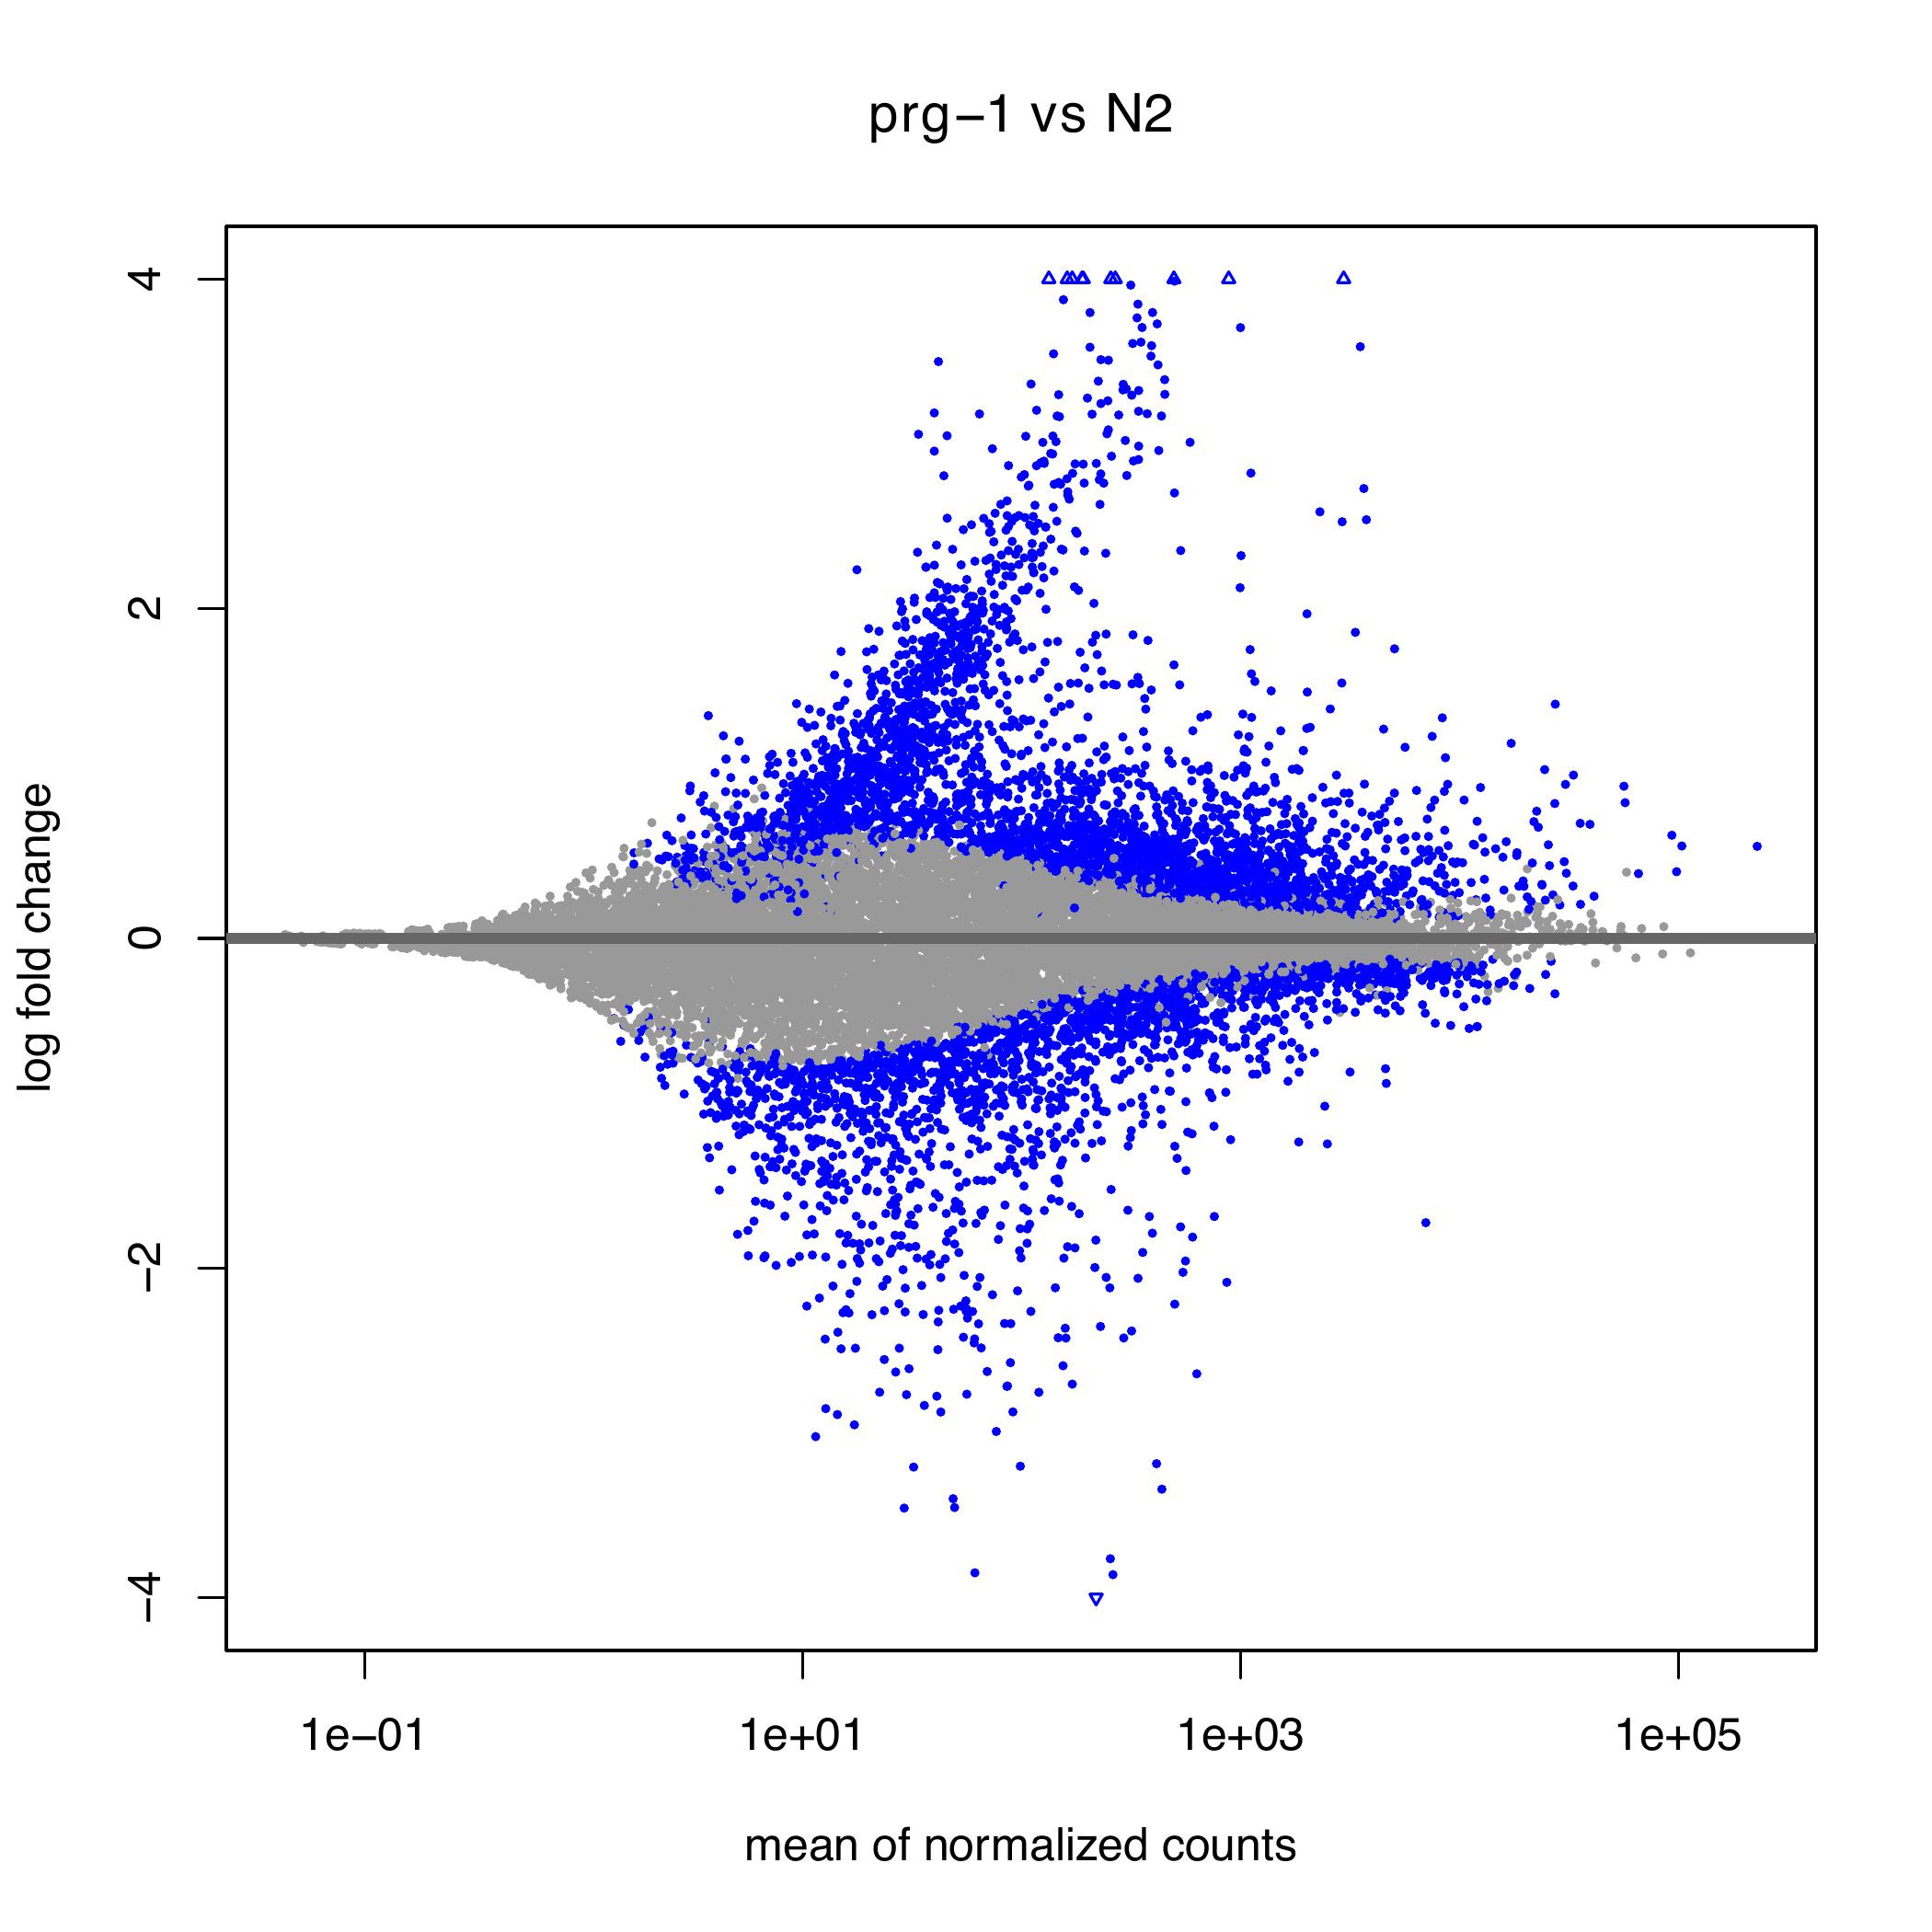 prg−1 vs N2
log fold change
4
2
0
−2
−4
1e−01
1e+01
1e+03
1e+05
mean of normalized counts